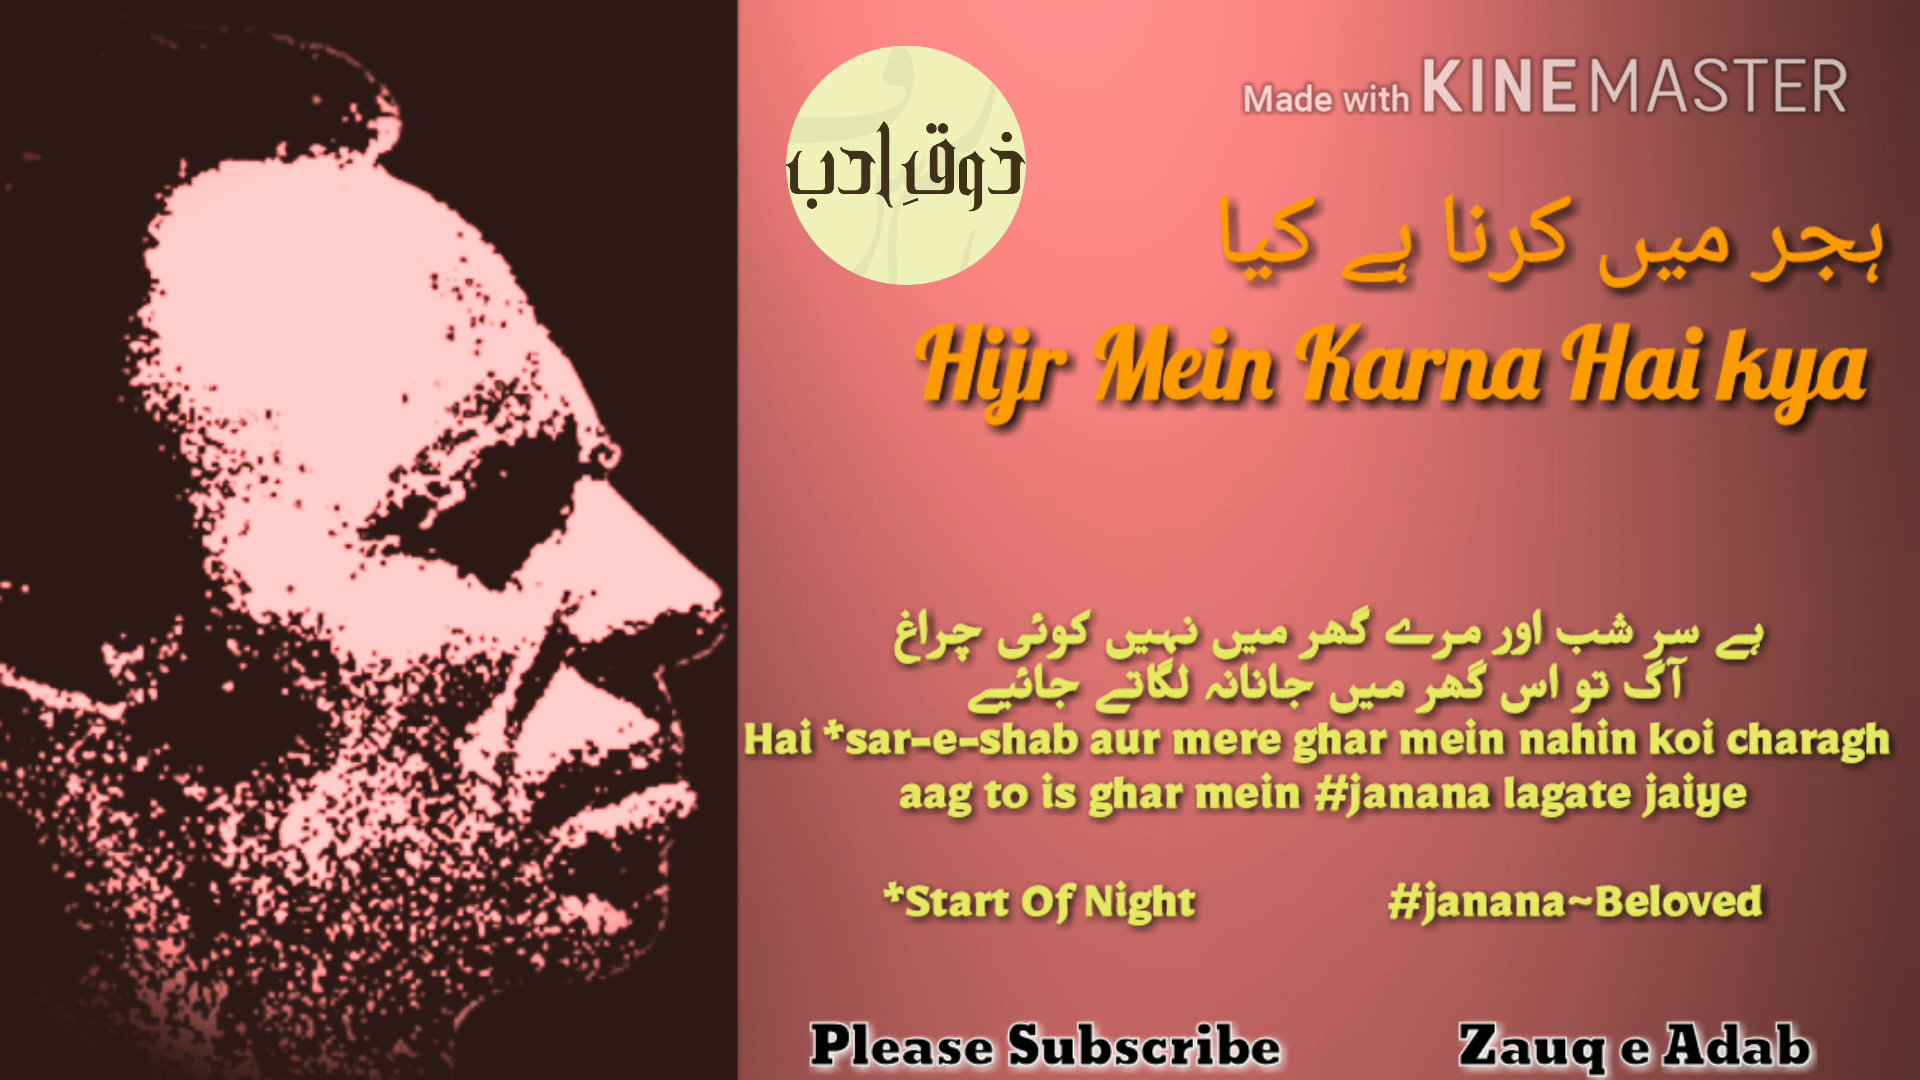 Made with KINEMASTER
ذوقِ ادب
ہجر میں کرنا ہے کیا
Hijr Mein Karna Hai kya
ہے سرِ شب اور مرے گھر میں نہیں کوئی چراغ
آگ تو اس گھر میں جانانہ لگاتے جائیے
Hai *sar-e-shab aur mere ghar mein nahin koi charagh
aag to is ghar mein #janana lagate jaiye
*Start Of Night #janana~Beloved
Please Subscribe Zauq e Adab